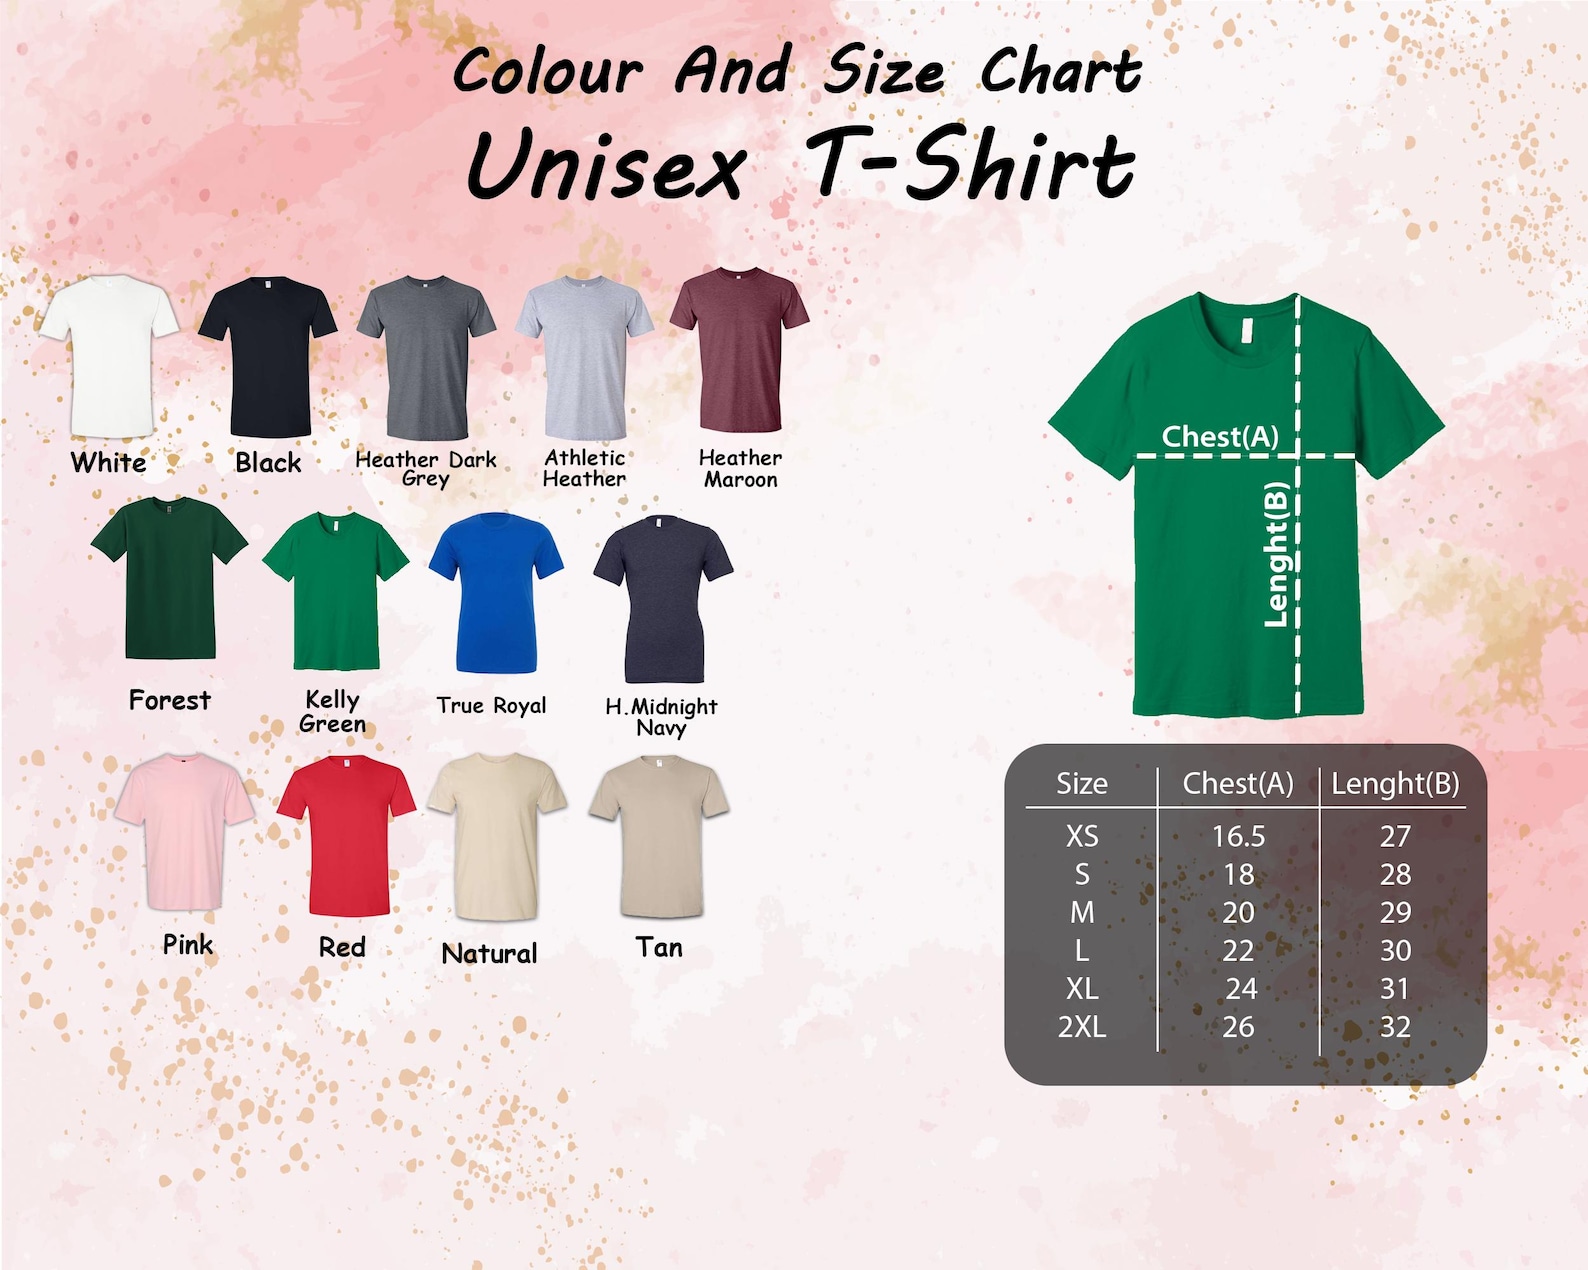 Colour And Size Chart
Unisex T-Shirt
White
Black
Heather Dark
Grey
Athletic
Heather
Heather
Maroon
Forest
Kelly
Green
True Royal
H.Midnight
Navy
Pink
Red
Natural
Tan
Chest(A)
Lenght(B)
Size Chest(A) Lenght(B)
XS 16.5 27
S 18 28
M 20 29
L 22 30
XL 24 31
2XL 26 32